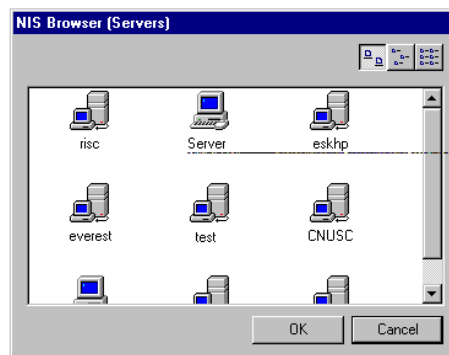 NIS Browser (Servers)
risc Server eskhp
everest test CNUSC
OK Cancel